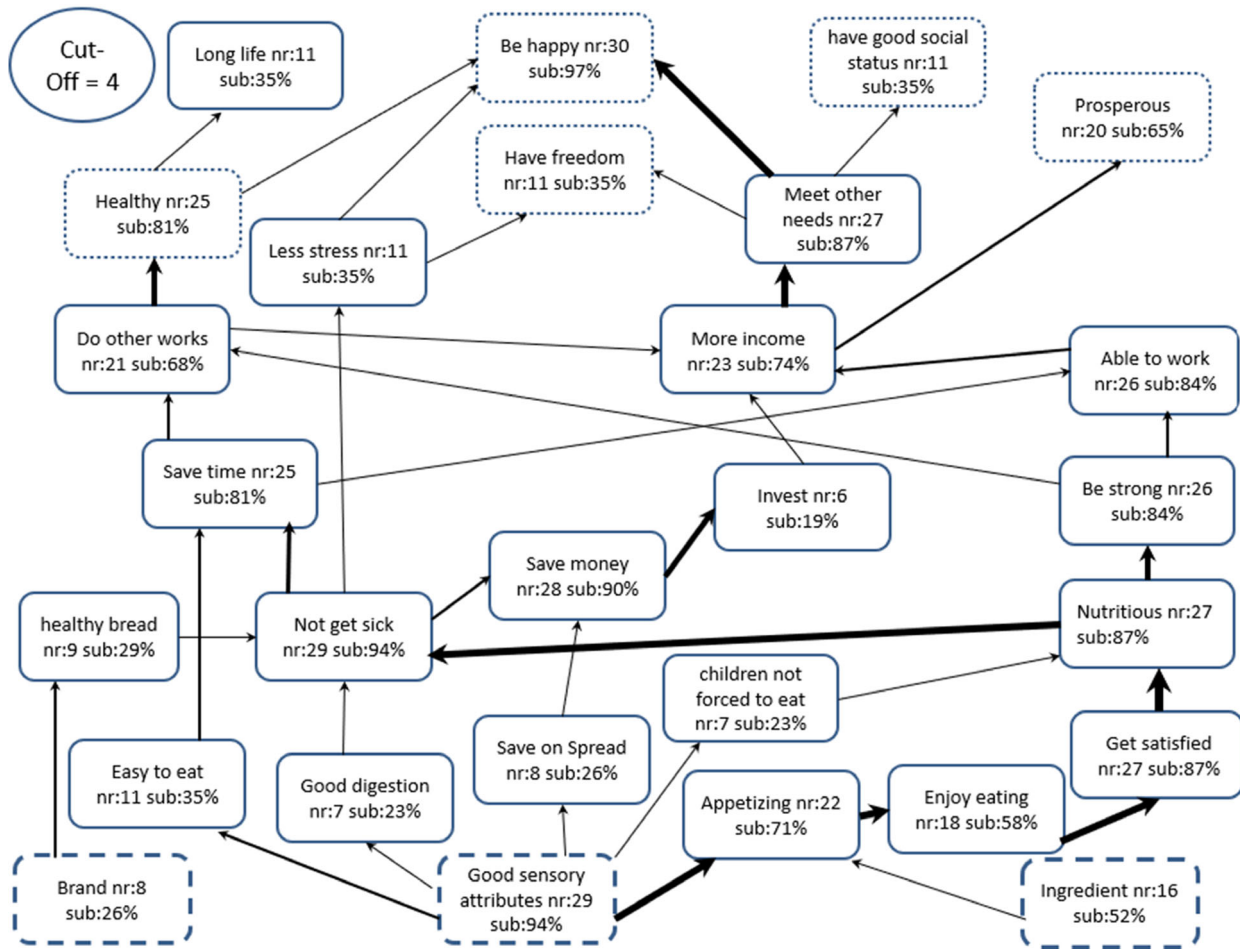 Cut-
Off = 4
Long life nr:11
sub:35%
Be happy nr:30
sub:97%
have good social
status nr:11
sub:35%
Prosperous
nr:20 sub:65%
Have freedom
nr:11 sub:35%
Healthy nr:25
sub:81%
Meet other
needs nr:27
sub:87%
Less stress nr:11
sub:35%
Do other works
nr:21 sub:68%
More income
nr:23 sub:74%
Able to work
nr:26 sub:84%
Save time nr:25
sub:81%
Invest nr:6
sub:19%
Be strong nr:26
sub:84%
Save money
nr:28 sub:90%
healthy bread
nr:9 sub:29%
Not get sick
nr:29 sub:94%
Nutritious nr:27
sub:87%
children not
forced to eat
nr:7 sub:23%
Save on Spread
nr:8 sub:26%
Get satisfied
nr:27 sub:87%
Easy to eat
nr:11 sub:35%
Good digestion
nr:7 sub:23%
Appetizing nr:22
sub:71%
Enjoy eating
nr:18 sub:58%
Brand nr:8
sub:26%
Good sensory
attributes nr:29
sub:94%
Ingredient nr:16
sub:52%